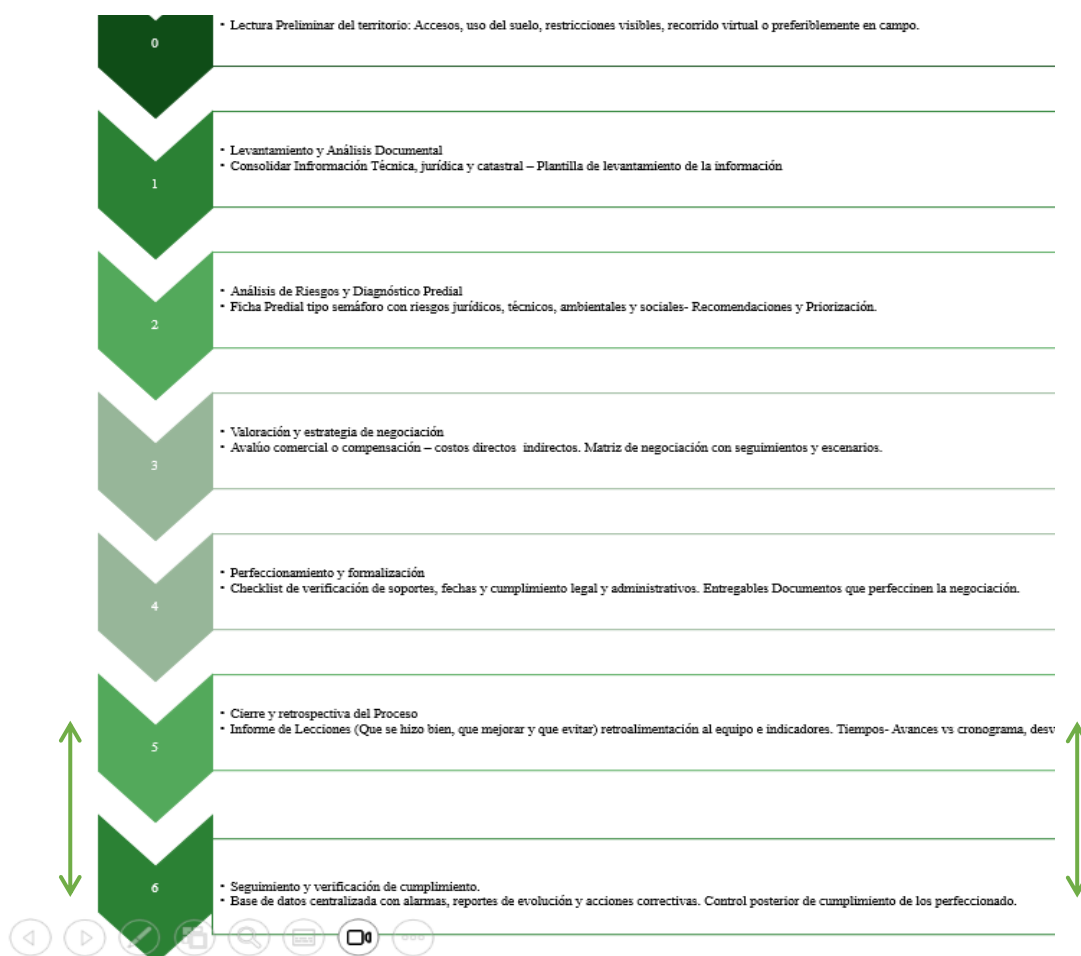 0
• Lectura Preliminar del territorio: Accesos, uso del suelo, restricciones visibles, recorrido virtual o preferiblemente en campo.
1
• Levantamiento y Análisis Documental
• Consolidar Infromación Técnica, jurídica y catastral – Plantilla de levantamiento de la información
2
• Análisis de Riesgos y Diagnóstico Predial
• Ficha Predial tipo semáforo con riesgos jurídicos, técnicos, ambientales y sociales- Recomendaciones y Priorización.
3
• Valoración y estrategia de negociación
• Avalúo comercial o compensación – costos directos  indirectos. Matriz de negociación con seguimientos y escenarios.
4
• Perfeccionamiento y formalización
• Checklist de verificación de soportes, fechas y cumplimiento legal y administrativos. Entregables Documentos que perfeccinen la negociación.
5
• Cierre y retrospectiva del Proceso
• Informe de Lecciones (Que se hizo bien, que mejorar y que evitar) retroalimentación al equipo e indicadores. Tiempos- Avances vs cronograma, desv
6
• Seguimiento y verificación de cumplimiento.
• Base de datos centralizada con alarmas, reportes de evolución y acciones correctivas. Control posterior de cumplimiento de los perfeccionado.